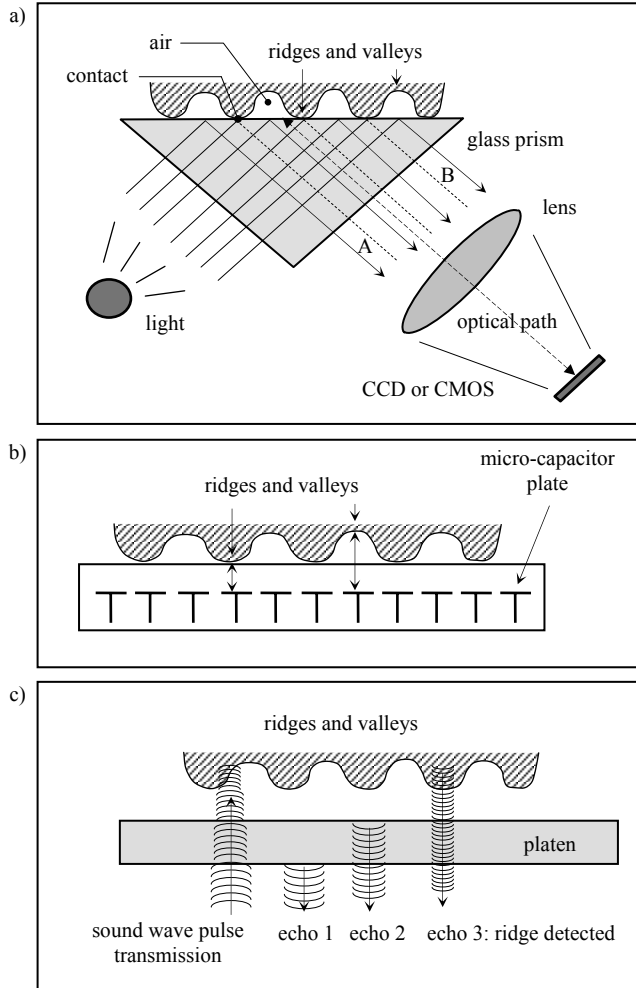 a)
air
ridges and valleys
contact
glass prism
B
lens
A
light
optical path
CCD or CMOS
b)
micro-capacitor
plate
ridges and valleys
c)
ridges and valleys
platen
sound wave pulse
transmission
echo 1
echo 2
echo 3: ridge detected